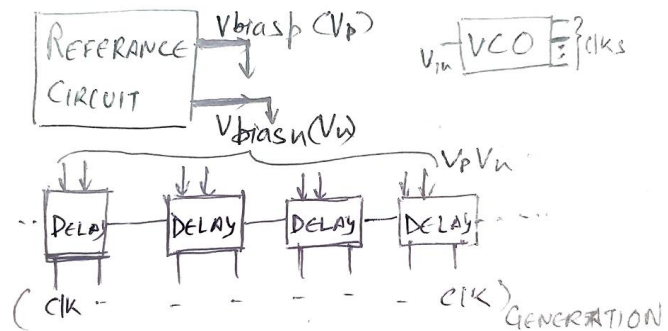 REFERANCE
CIRCUIT
Vbiasp (Vp)
Vbiasn (Vn)
Vin VCO clks
Vp Vn
DELAY DELAY DELAY DELAY
( clk - - - - - - clk )
GENERATION